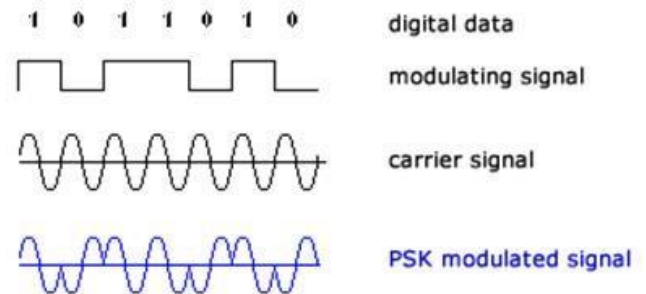 1 0 1 1 0 1 0 digital data
modulating signal
carrier signal
PSK modulated signal